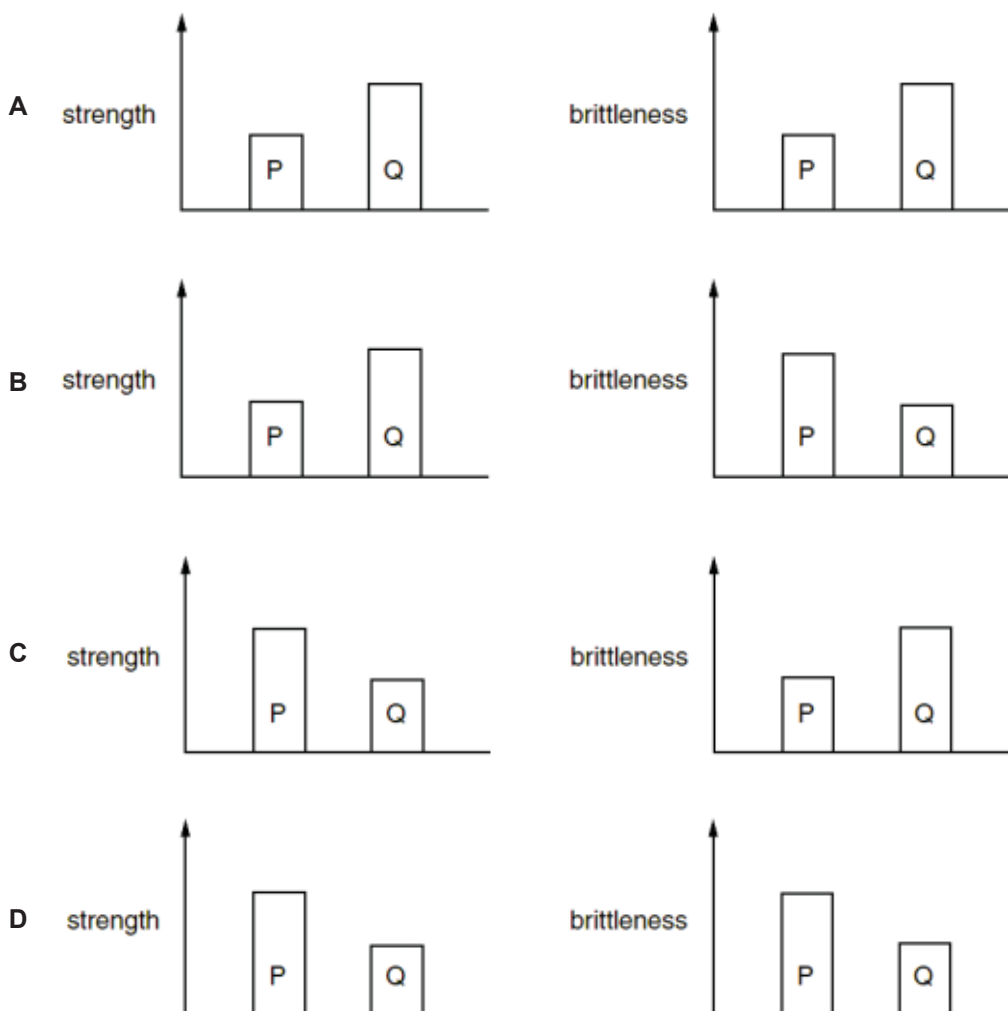 A strength P Q brittleness P Q
B strength P Q brittleness P Q
C strength P Q brittleness P Q
D strength P Q brittleness P Q